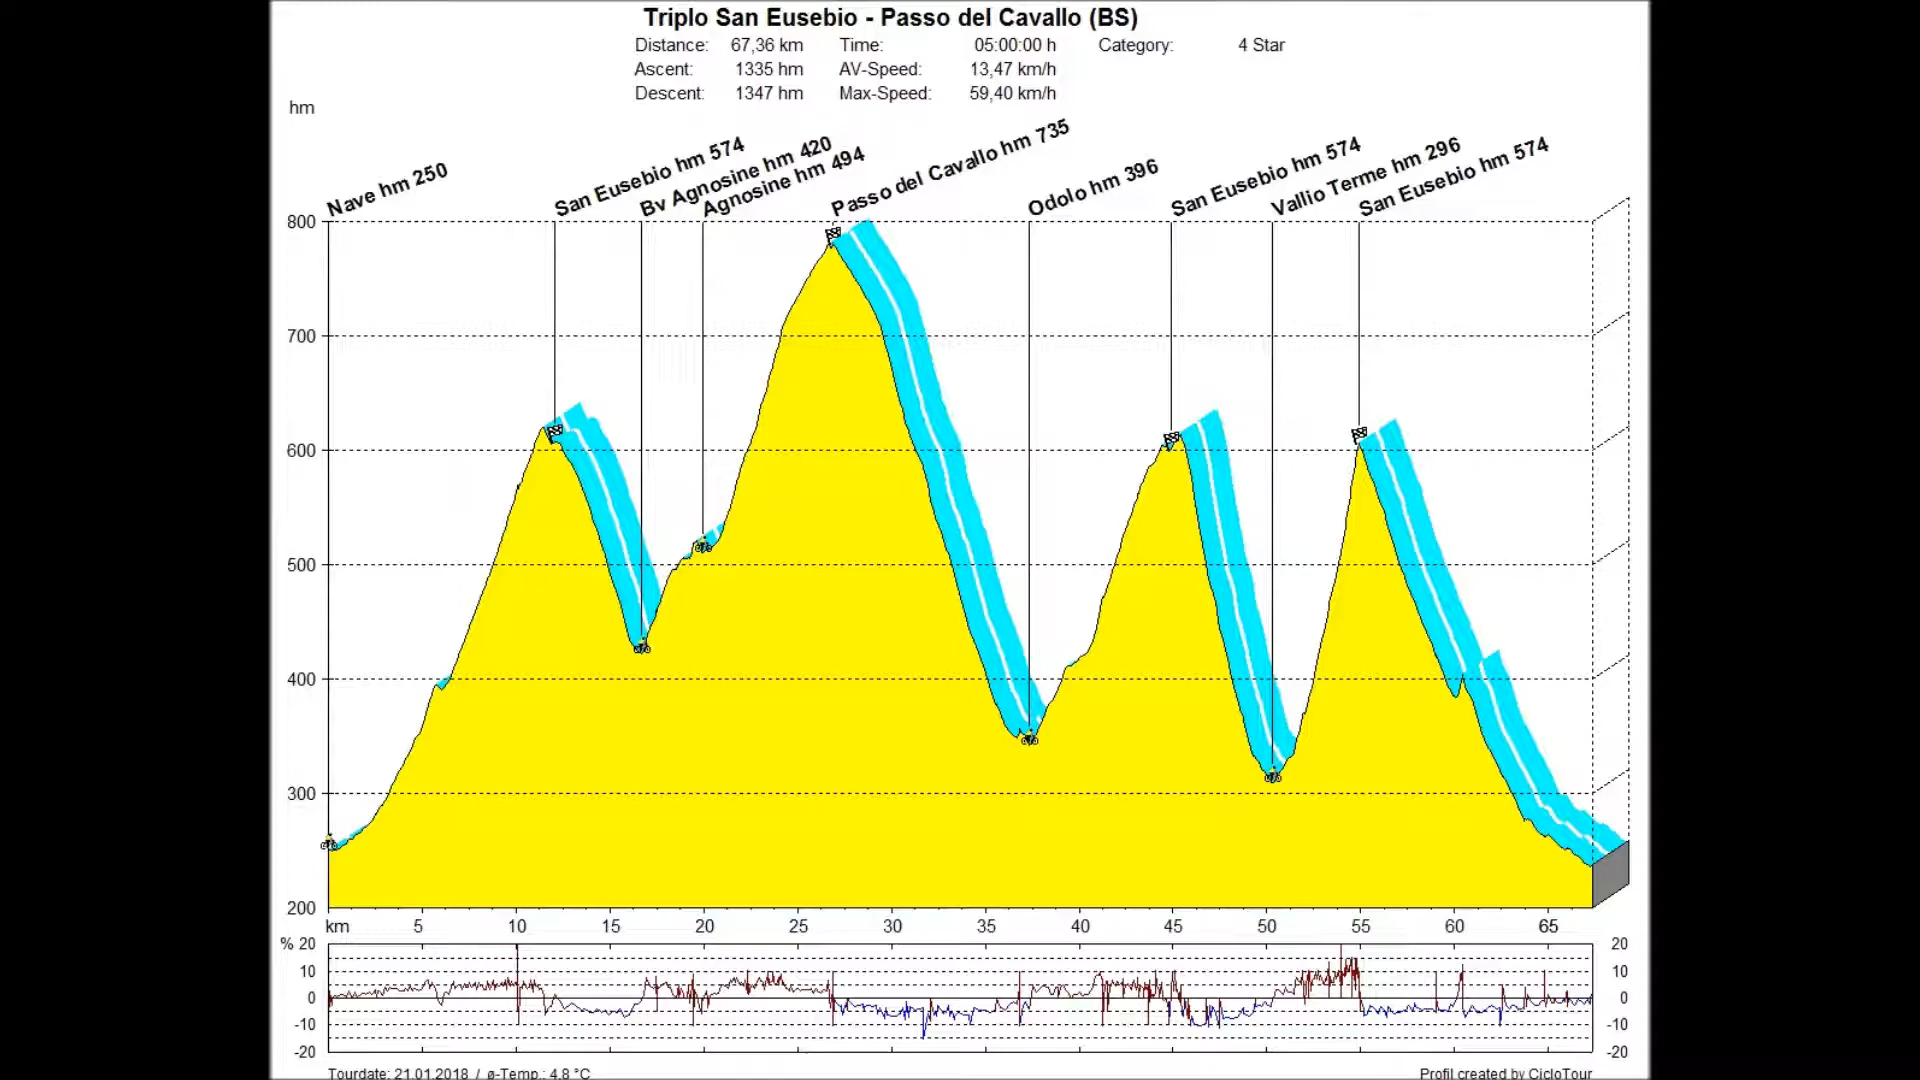 Triplo San Eusebio - Passo del Cavallo (BS)
Distance: 67,36 km Time: 05:00:00 h Category: 4 Star
Ascent: 1335 hm AV-Speed: 13,47 km/h
Descent: 1347 hm Max-Speed: 59,40 km/h
hm
Nave hm 250
San Eusebio hm 574
Bv Agnosine hm 420
Agnosine hm 494
Passo del Cavallo hm 735
Odolo hm 396
San Eusebio hm 574
Vallio Terme hm 296
San Eusebio hm 574
800
700
600
500
400
300
200
km 5 10 15 20 25 30 35 40 45 50 55 60 65
% 20 20
10 10
0 0
-10 -10
-20 -20
Tourdate: 21.01.2018 / ø-Temp.: 4,8 °C Profil created by CicloTour